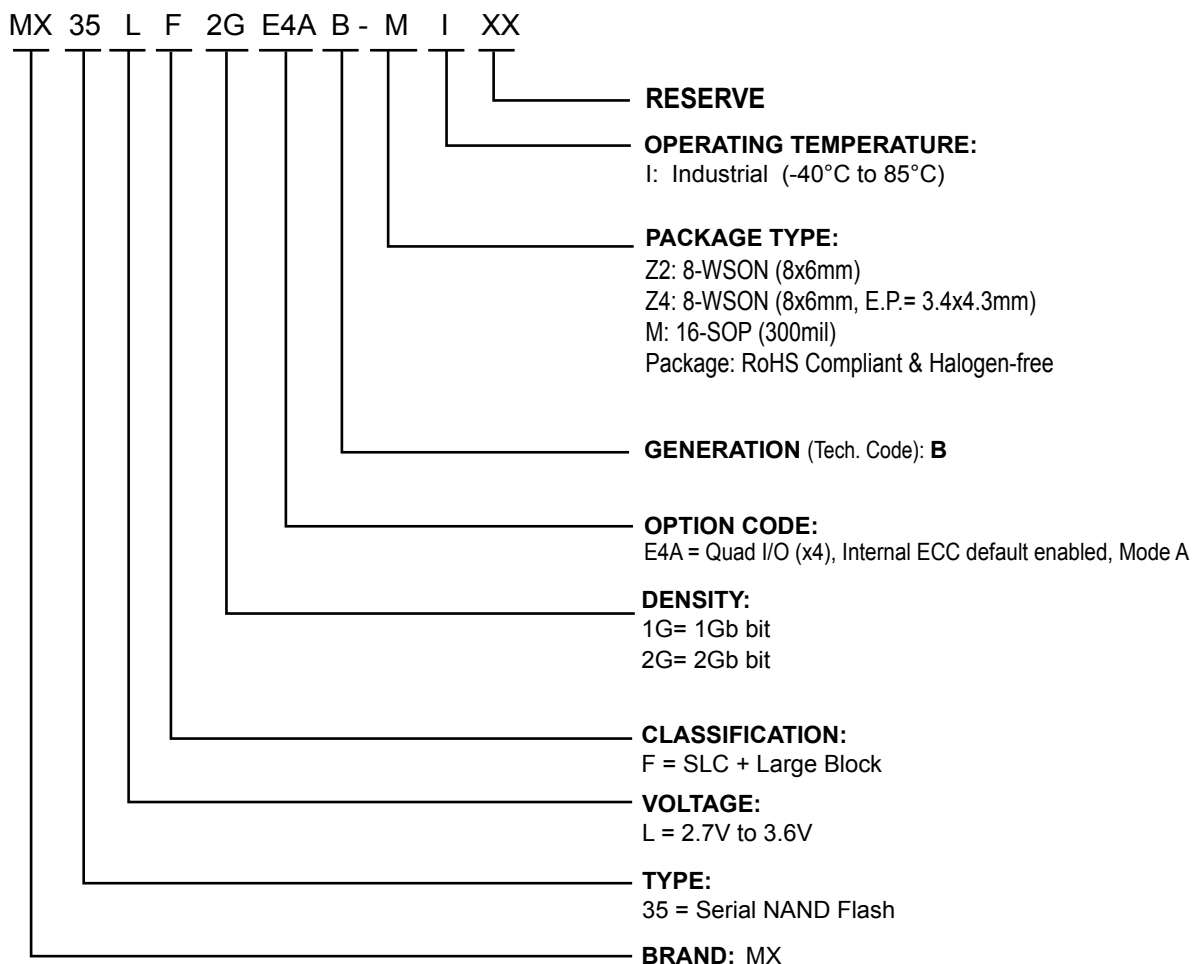 MX 35 L F 2G E4A B - M I XX
RESERVE
OPERATING TEMPERATURE:
I: Industrial (-40°C to 85°C)
PACKAGE TYPE:
Z2: 8-WSON (8x6mm)
Z4: 8-WSON (8x6mm, E.P.= 3.4x4.3mm)
M: 16-SOP (300mil)
Package: RoHS Compliant & Halogen-free
GENERATION (Tech. Code): B
OPTION CODE:
E4A = Quad I/O (x4), Internal ECC default enabled, Mode A
DENSITY:
1G= 1Gb bit
2G= 2Gb bit
CLASSIFICATION:
F = SLC + Large Block
VOLTAGE:
L = 2.7V to 3.6V
TYPE:
35 = Serial NAND Flash
BRAND: MX